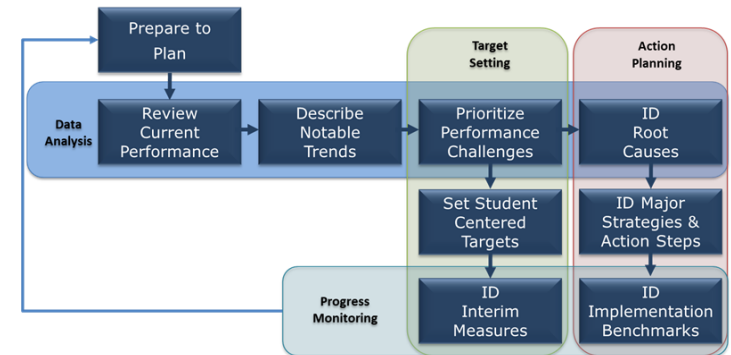 Prepare to
Plan
Target
Setting
Action
Planning
Data
Analysis
Review
Current
Performance
Describe
Notable
Trends
Prioritize
Performance
Challenges
ID
Root
Causes
Set Student
Centered
Targets
ID Major
Strategies &
Action Steps
Progress
Monitoring
ID
Interim
Measures
ID
Implementation
Benchmarks